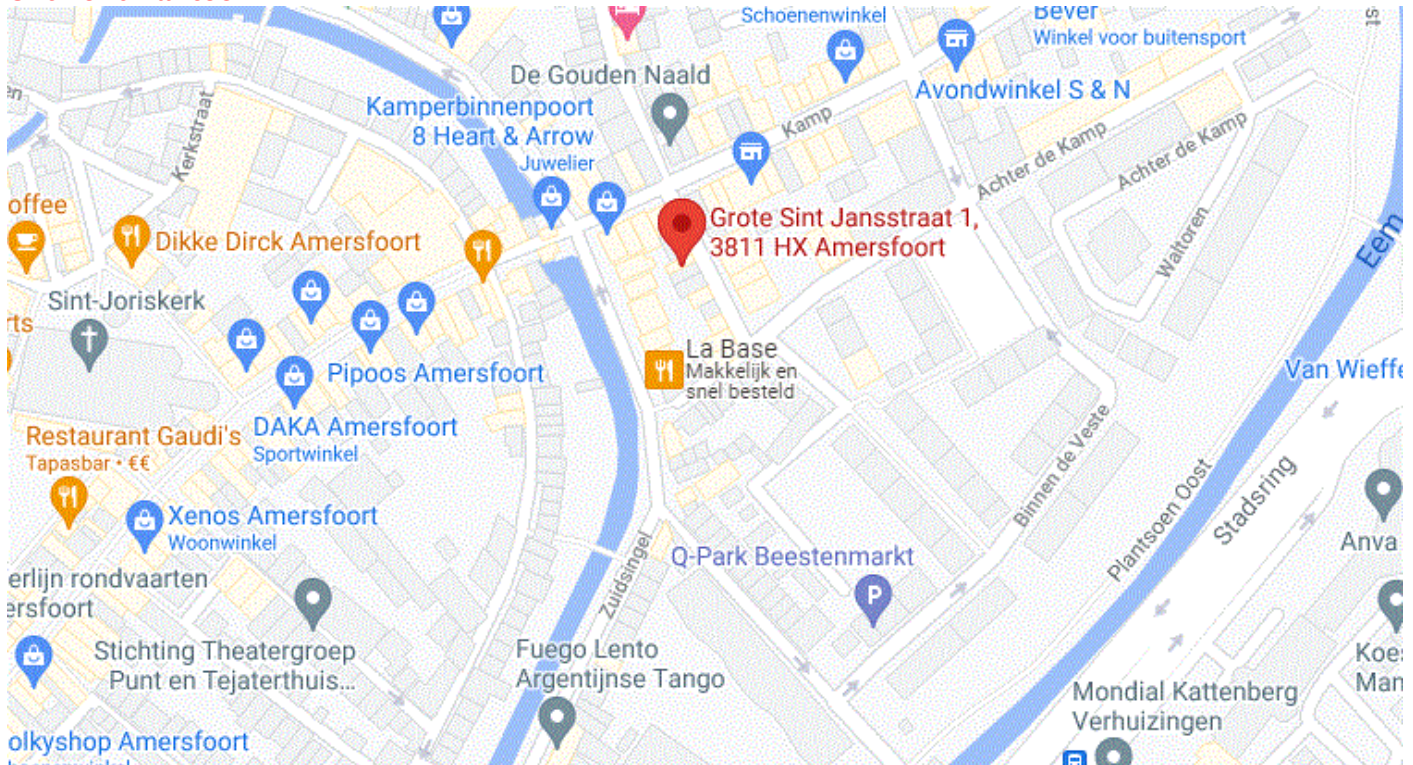 Schoenenwinkel
Bever
Winkel voor buitensport
De Gouden Naald
Avondwinkel S & N
Kamperbinnenpoort
8 Heart & Arrow
Juwelier
Kamp
Kerkstraat
Achter de Kamp
Achter de Kamp
offee
Dikke Dirck Amersfoort
Grote Sint Jansstraat 1,
3811 HX Amersfoort
Waltoren
Eem
Sint-Joriskerk
rts
La Base
Makkelijk en
snel besteld
Pipoos Amersfoort
Van Wieffe
DAKA Amersfoort
Sportwinkel
Restaurant Gaudi's
Tapasbar • €€
Binnen de Veste
Plantsoen Oost
Stadsring
Xenos Amersfoort
Woonwinkel
Anva
Q-Park Beestenmarkt
P
Zuidsingel
erlijn rondvaarten
ersfoort
Stichting Theatergroep
Punt en Tejaterthuis...
Fuego Lento
Argentijnse Tango
Koes
Man
Mondial Kattenberg
Verhuizingen
olkyshop Amersfoort